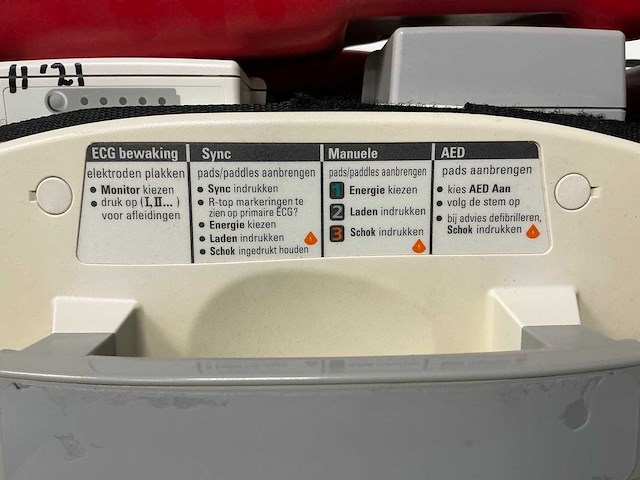 11 '21
ECG bewaking
elektroden plakken
• Monitor kiezen
• druk op (I,II... )
voor afleidingen
Sync
pads/paddles aanbrengen
• Sync indrukken
• R-top markeringen te
zien op primaire ECG?
• Energie kiezen
• Laden indrukken
• Schok ingedrukt houden
Manuele
pads/paddles aanbrengen
1 Energie kiezen
2 Laden indrukken
3 Schok indrukken
AED
pads aanbrengen
• kies AED Aan
• volg de stem op
• bij advies defibrilleren,
Schok indrukken